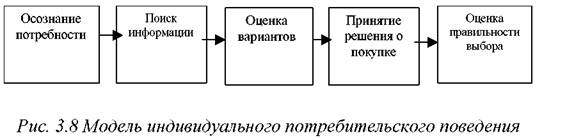 Осознание
потребности
Поиск
информации
Оценка
вариантов
Принятие
решения о
покупке
Оценка
правильности
выбора
Рис. 3.8 Модель индивидуального потребительского поведения